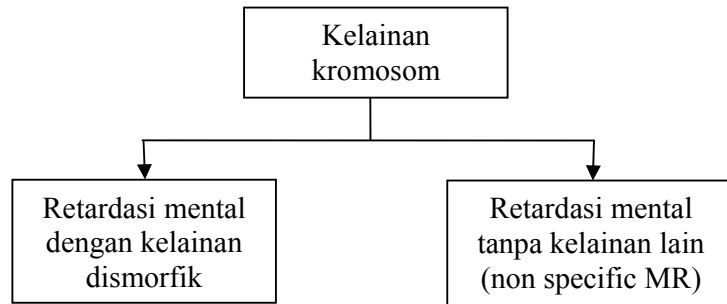 Kelainan
kromosom
Retardasi mental
dengan kelainan
dismorfik
Retardasi mental
tanpa kelainan lain
(non specific MR)